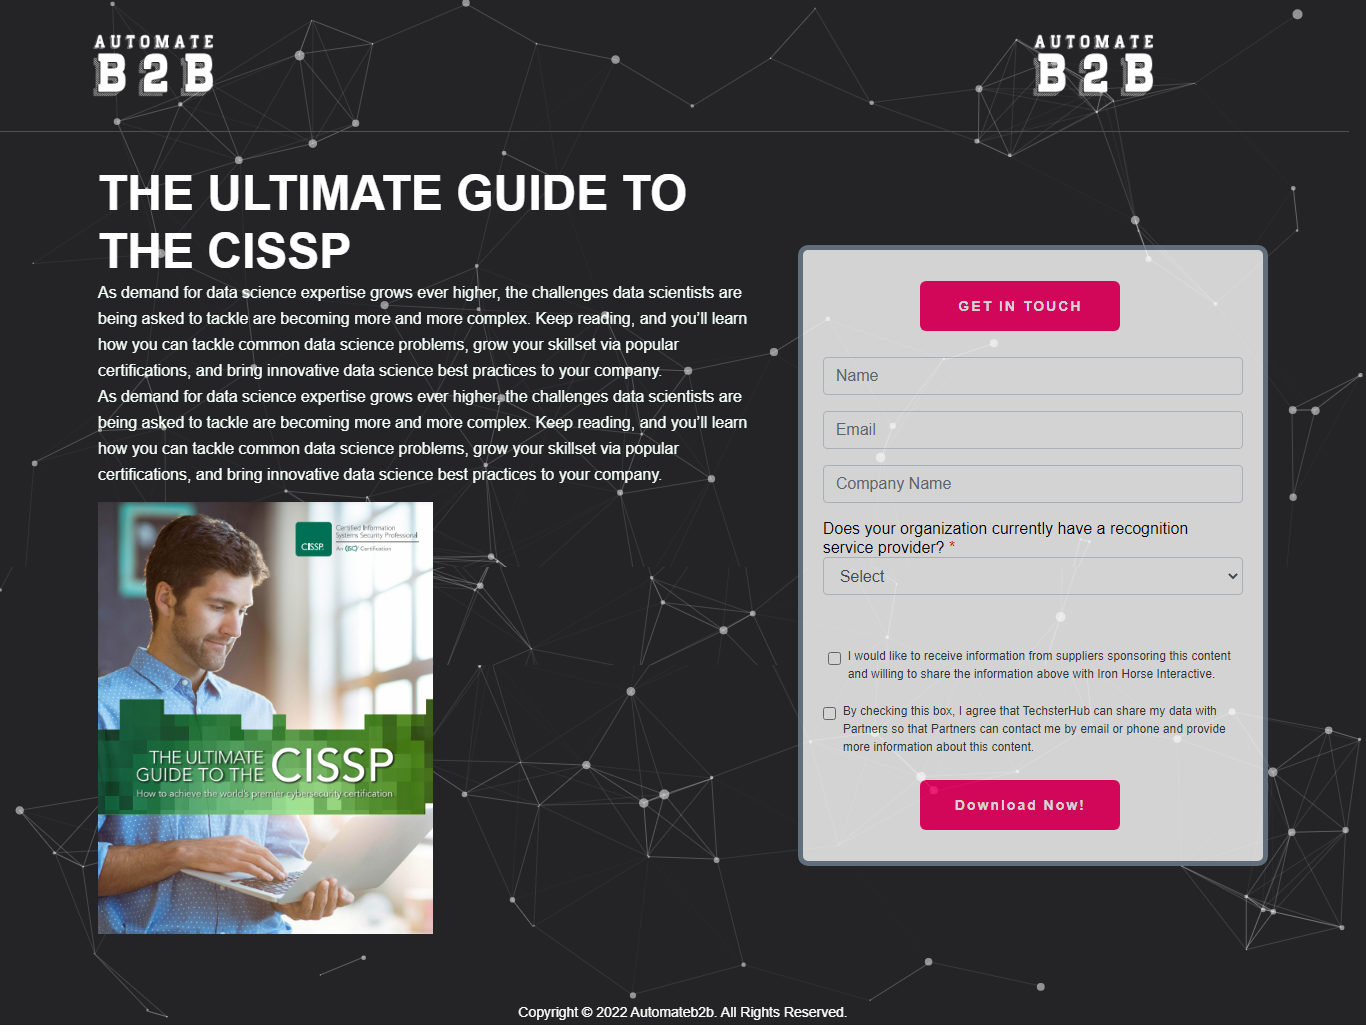 AUTOMATE
B2B
AUTOMATE
B2B
THE ULTIMATE GUIDE TO
THE CISSP
As demand for data science expertise grows ever higher, the challenges data scientists are
being asked to tackle are becoming more and more complex. Keep reading, and you’ll learn
how you can tackle common data science problems, grow your skillset via popular
certifications, and bring innovative data science best practices to your company.
As demand for data science expertise grows ever higher, the challenges data scientists are
being asked to tackle are becoming more and more complex. Keep reading, and you’ll learn
how you can tackle common data science problems, grow your skillset via popular
certifications, and bring innovative data science best practices to your company.
CISSP
Certified Information
Systems Security Professional
An (ISC)² Certification
THE ULTIMATE
GUIDE TO THE CISSP
How to achieve the world's premier cybersecurity certification
GET IN TOUCH
Name
Email
Company Name
Does your organization currently have a recognition
service provider? *
Select
I would like to receive information from suppliers sponsoring this content
and willing to share the information above with Iron Horse Interactive.
By checking this box, I agree that TechsterHub can share my data with
Partners so that Partners can contact me by email or phone and provide
more information about this content.
Download Now!
Copyright © 2022 Automateb2b. All Rights Reserved.